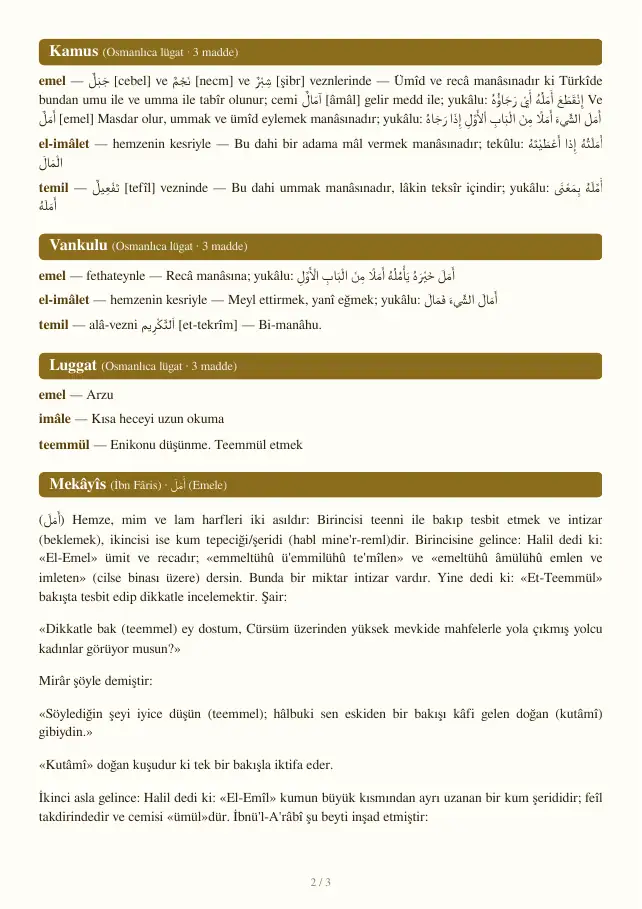 Kamus (Osmanlıca lügat · 3 madde)
emel — جَبَلٌ [cebel] ve نَجْمٌ [necm] ve شِبْرٌ [şibr] veznlerinde — Ümîd ve recâ manâsınadır ki Türkîde
bundan umu ile ve umma ile tabîr olunur; cemi آمَالٌ [âmâl] gelir medd ile; yukâlu: إِنْقَطَعَ أَمَلُهُ أَيْ رَجَاؤُهُ Ve
أَمَلٌ [emel] Masdar olur, ummak ve ümîd eylemek manâsınadır; yukâlu: أَمَلَ الشَّيْءَ أَمَلًا مِنَ الْبَابِ الْأَوَّلِ إِذَا رَجَاهُ
el-imâlet — hemzenin kesriyle — Bu dahi bir adama mâl vermek manâsınadır; tekûlu: أَمَلْتُهُ إِذَا أَعْطَيْتَهُ
الْمَالَ
temil — تَفْعِيلٌ [tefîl] vezninde — Bu dahi ummak manâsınadır, lâkin teksîr içindir; yukâlu: أَمَّلَهُ بِمَعْنَى
أَمَلَهُ
Vankulu (Osmanlıca lügat · 3 madde)
emel — fethateynle — Recâ manâsına; yukâlu: أَمَلَ خَيْرَهُ يَأْمُلُهُ أَمَلًا مِنَ الْبَابِ الْأَوَّلِ
el-imâlet — hemzenin kesriyle — Meyl ettirmek, yanî eğmek; yukâlu: أَمَالَ الشَّيْءَ فَمَالَ
temil — alâ-vezni اَلتَّكْرِيمِ [et-tekrîm] — Bi-manâhu.
Luggat (Osmanlıca lügat · 3 madde)
emel — Arzu
imâle — Kısa heceyi uzun okuma
teemmül — Enikonu düşünme. Teemmül etmek
Mekâyîs (İbn Fâris) · أَمَلَ (Emele)
(أَمَلَ) Hemze, mim ve lam harfleri iki asıldır: Birincisi teenni ile bakıp tesbit etmek ve intizar
(beklemek), ikincisi ise kum tepeciği/şeridi (habl mine'r-reml)dir. Birincisine gelince: Halil dedi ki:
«El-Emel» ümit ve recadır; «emmeltühû ü'emmilühû te'mîlen» ve «emeltühû âmülühû emlen ve
imleten» (cilse binası üzere) dersin. Bunda bir miktar intizar vardır. Yine dedi ki: «Et-Teemmül»
bakışta tesbit edip dikkatle incelemektir. Şair:
«Dikkatle bak (teemmel) ey dostum, Cürsüm üzerinden yüksek mevkide mahfelerle yola çıkmış yolcu
kadınlar görüyor musun?»
Mirâr şöyle demiştir:
«Söylediğin şeyi iyice düşün (teemmel); hâlbuki sen eskiden bir bakışı kâfi gelen doğan (kutâmî)
gibiydin.»
«Kutâmî» doğan kuşudur ki tek bir bakışla iktifa eder.
İkinci asla gelince: Halil dedi ki: «El-Emîl» kumun büyük kısmından ayrı uzanan bir kum şerididir; feîl
takdirindedir ve cemisi «ümül»dür. İbnü'l-A'râbî şu beyti inşad etmiştir:
2 / 3